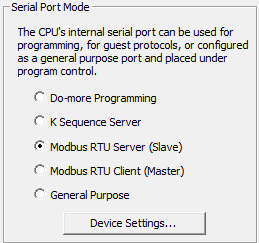 Serial Port Mode
The CPU's internal serial port can be used for
programming, for guest protocols, or configured
as a general purpose port and placed under
program control.
Do-more Programming
K Sequence Server
Modbus RTU Server (Slave)
Modbus RTU Client (Master)
General Purpose
Device Settings...